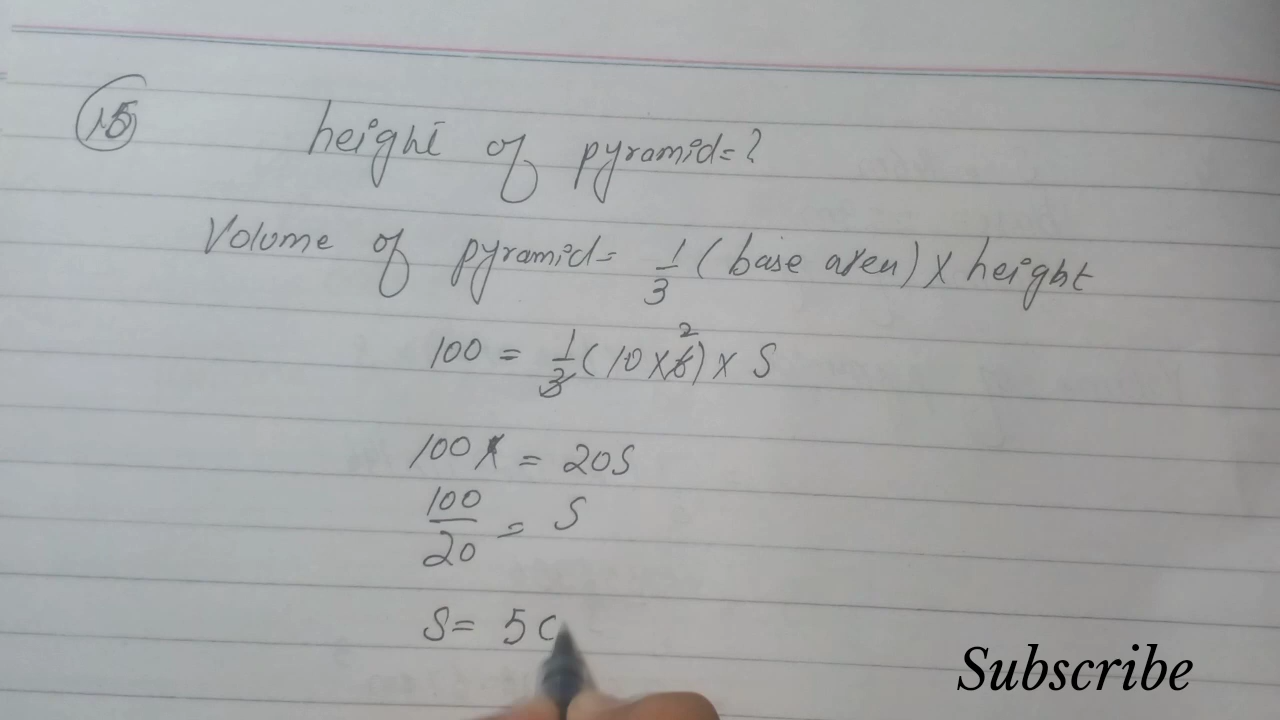 15
height of pyramid=?
Volume of pyramid= 1/3 (base area) x height
100 = 1/3 (10 x 6) x S
2
100 = 20S
100/20 = S
S= 5 C
Subscribe